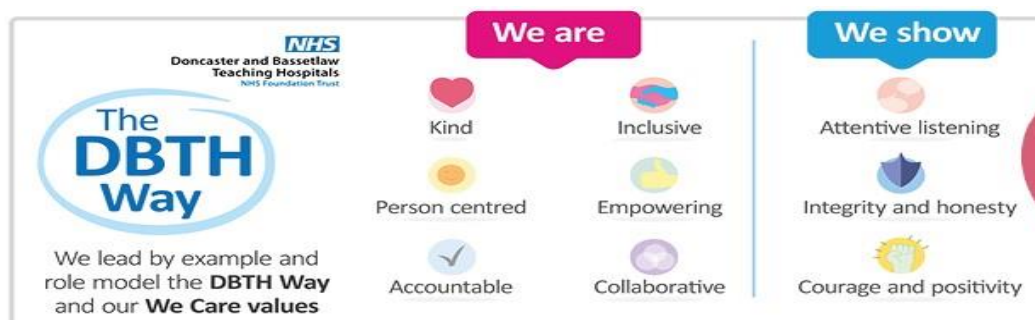 NHS
Doncaster and Bassetlaw
Teaching Hospitals
NHS Foundation Trust
The
DBTH
Way
We lead by example and
role model the DBTH Way
and our We Care values
We are
Kind
Inclusive
Person centred
Empowering
Accountable
Collaborative
We show
Attentive listening
Integrity and honesty
Courage and positivity